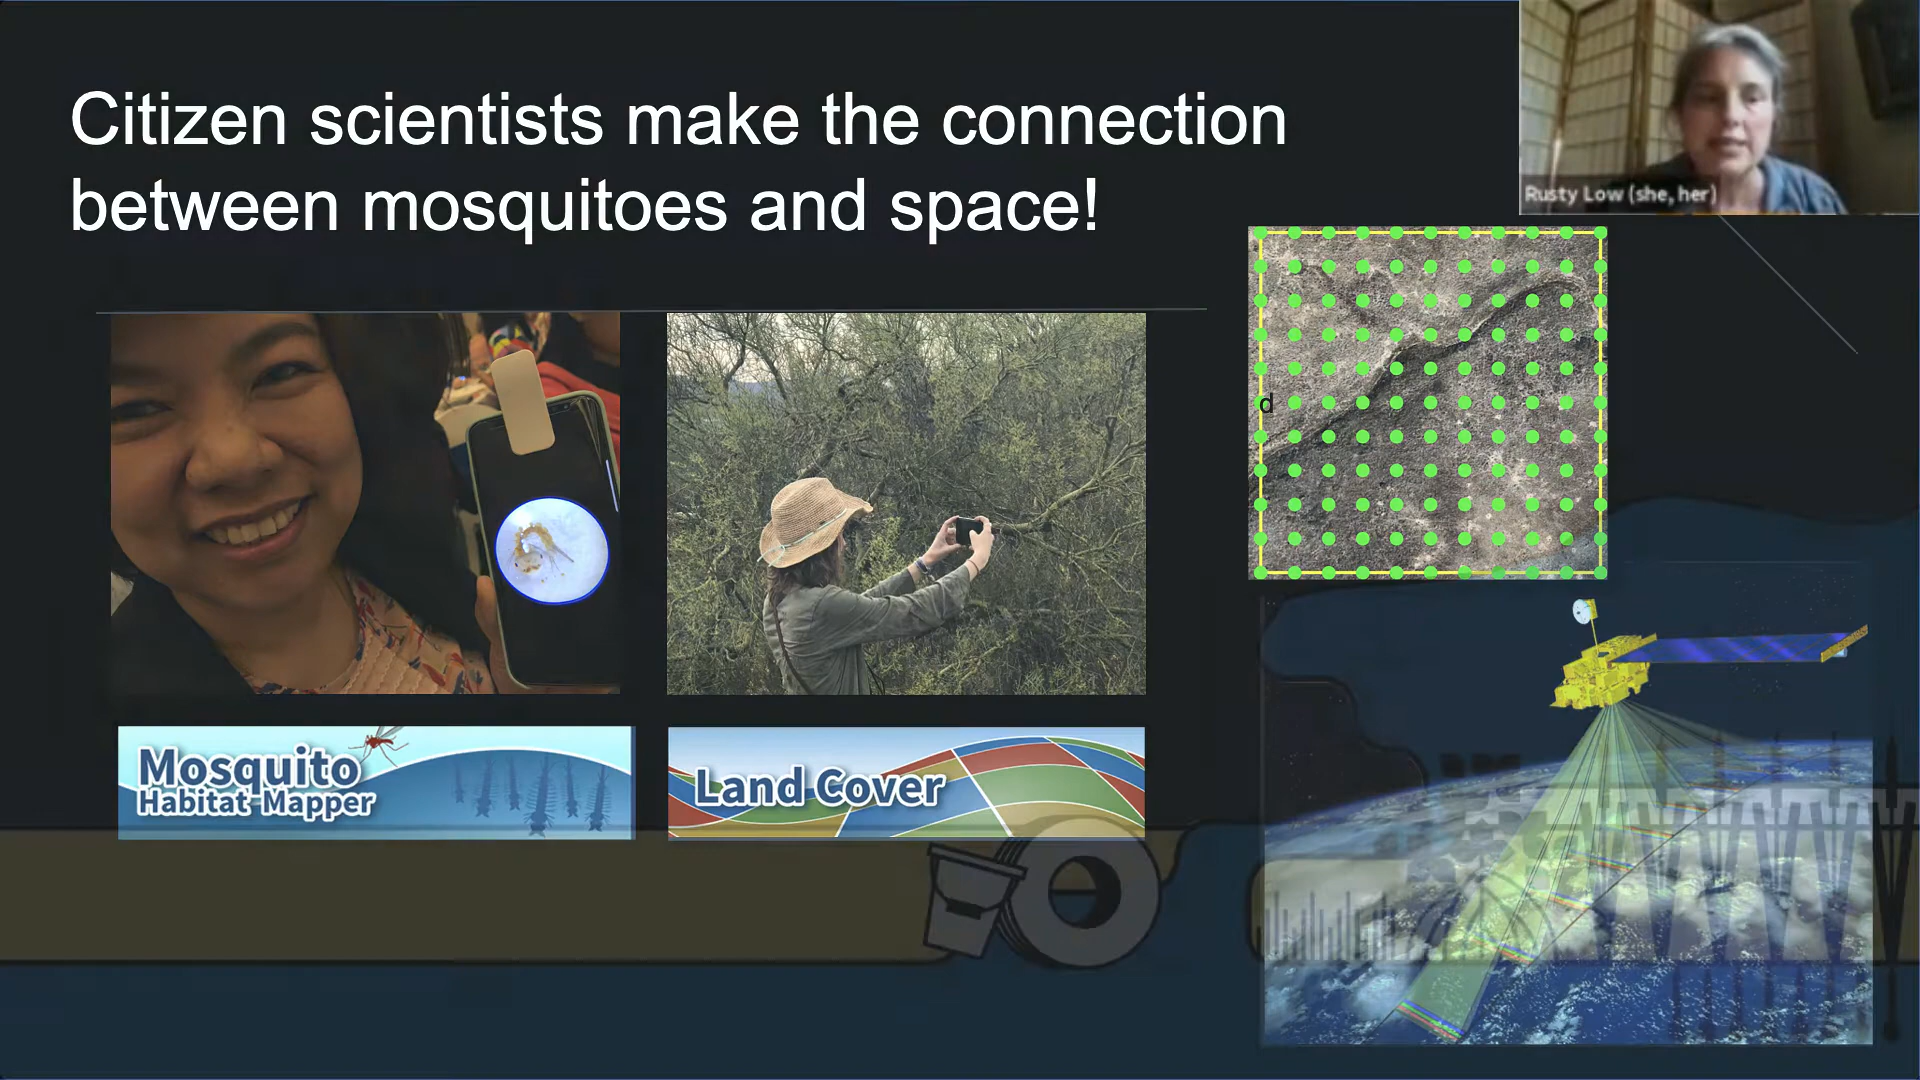 Citizen scientists make the connection
between mosquitoes and space!
Rusty Low (she, her)
d
Mosquito
Habitat Mapper
Land Cover